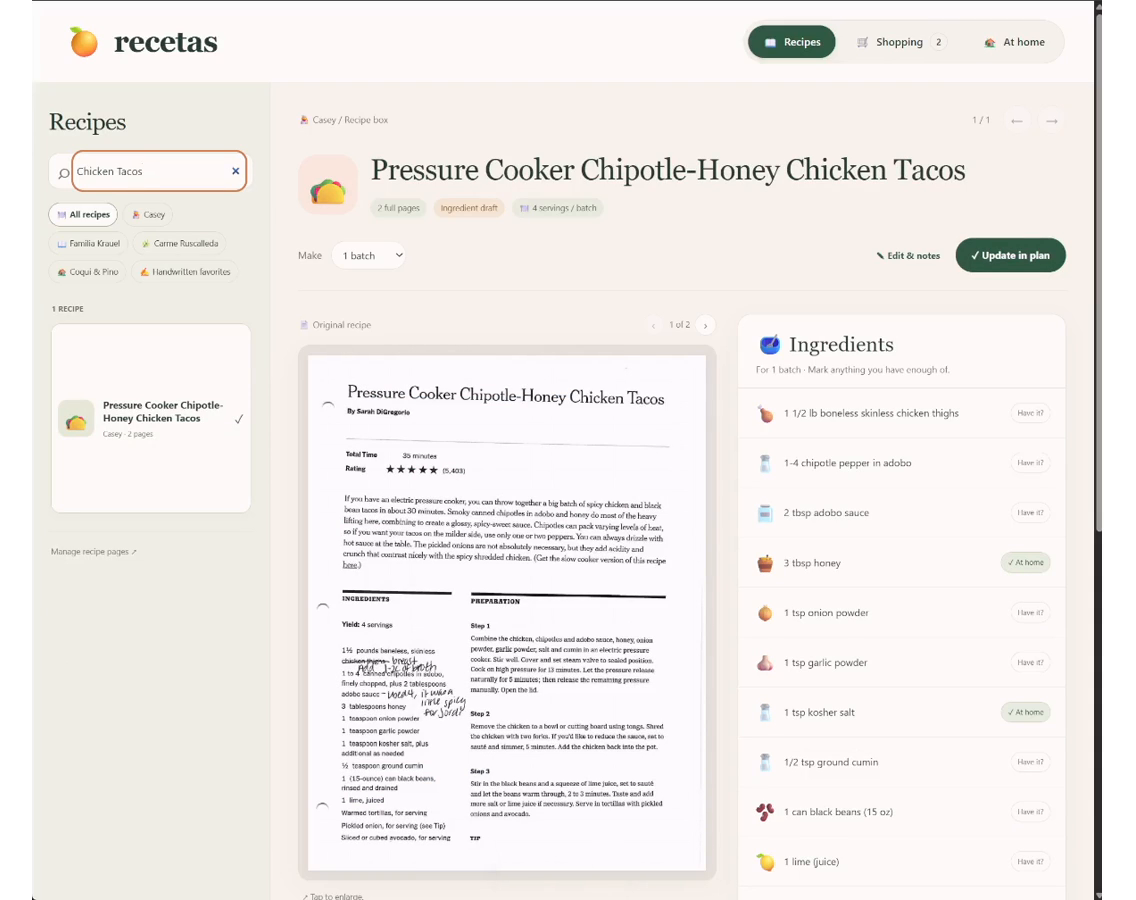 recetas
Recipes
Shopping 2
At home
Recipes
Chicken Tacos
All recipes
Casey
Familia Krauel
Carme Ruscalleda
Coqui & Pino
Handwritten favorites
1 RECIPE
Pressure Cooker Chipotle-
Honey Chicken Tacos
Casey · 2 pages
Manage recipe pages ↗
Casey / Recipe box
1 / 1
Pressure Cooker Chipotle-Honey Chicken Tacos
2 full pages
Ingredient draft
4 servings / batch
Make
1 batch
Edit & notes
✓ Update in plan
Original recipe
1 of 2
Pressure Cooker Chipotle-Honey Chicken Tacos
By Sarah DiGregorio
Total Time 35 minutes
Rating ★★★★★ (5,403)
If you have an electric pressure cooker, you can throw together a big batch of spicy chicken and black
bean tacos in about 30 minutes. Smoky canned chipotles in adobo and honey do most of the heavy
lifting here, combining to create a glossy, spicy-sweet sauce. Chipotles can pack varying levels of heat,
so if you want your tacos on the milder side, use only one or two peppers. You can always drizzle with
hot sauce at the table. The pickled onions are not absolutely necessary, but they add acidity and
crunch that contrast nicely with the spicy shredded chicken. (Get the slow cooker version of this recipe
here.)
INGREDIENTS
Yield: 4 servings
1½ pounds boneless, skinless
chicken thighs breast
Add 1-2c of broth
1 to 4 canned chipotles in adobo,
finely chopped, plus 2 tablespoons
adobo sauce - used 4, it was a
little spicy
for Jordi?
3 tablespoons honey
1 teaspoon onion powder
1 teaspoon garlic powder
1 teaspoon kosher salt, plus
additional as needed
½ teaspoon ground cumin
1 (15-ounce) can black beans,
rinsed and drained
1 lime, juiced
Warmed tortillas, for serving
Pickled onion, for serving (see Tip)
Sliced or cubed avocado, for serving
PREPARATION
Step 1
Combine the chicken, chipotles and adobo sauce, honey, onion
powder, garlic powder, salt and cumin in an electric pressure
cooker. Stir well. Cover and set steam valve to sealed position.
Cook on high pressure for 13 minutes. Let the pressure release
naturally for 5 minutes; then release the remaining pressure
manually. Open the lid.
Step 2
Remove the chicken to a bowl or cutting board using tongs. Shred
the chicken with two forks. If you'd like to reduce the sauce, set to
sauté and simmer, 5 minutes. Add the chicken back into the pot.
Step 3
Stir in the black beans and a squeeze of lime juice, set to sauté
and let the beans warm through, 2 to 3 minutes. Taste and add
more salt or lime juice if necessary. Serve in tortillas with pickled
onions and avocado.
TIP
↗ Tap to enlarge.
Ingredients
For 1 batch · Mark anything you have enough of.
1 1/2 lb boneless skinless chicken thighs
Have it?
1-4 chipotle pepper in adobo
Have it?
2 tbsp adobo sauce
Have it?
3 tbsp honey
✓ At home
1 tsp onion powder
Have it?
1 tsp garlic powder
Have it?
1 tsp kosher salt
✓ At home
1/2 tsp ground cumin
Have it?
1 can black beans (15 oz)
Have it?
1 lime (juice)
Have it?